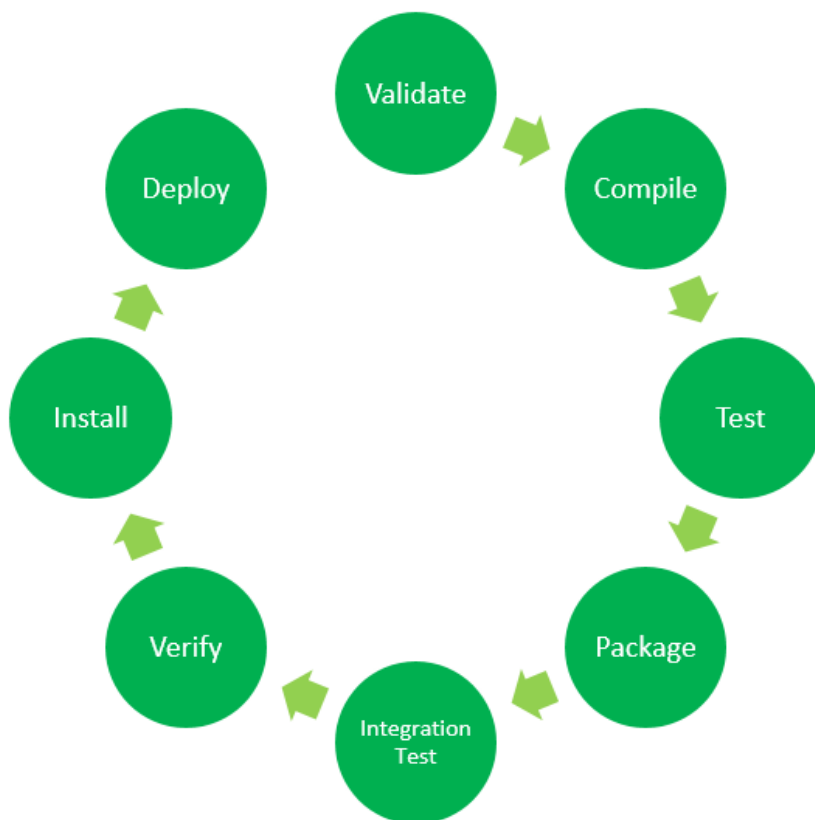 Validate
Compile
Test
Package
Integration
Test
Verify
Install
Deploy